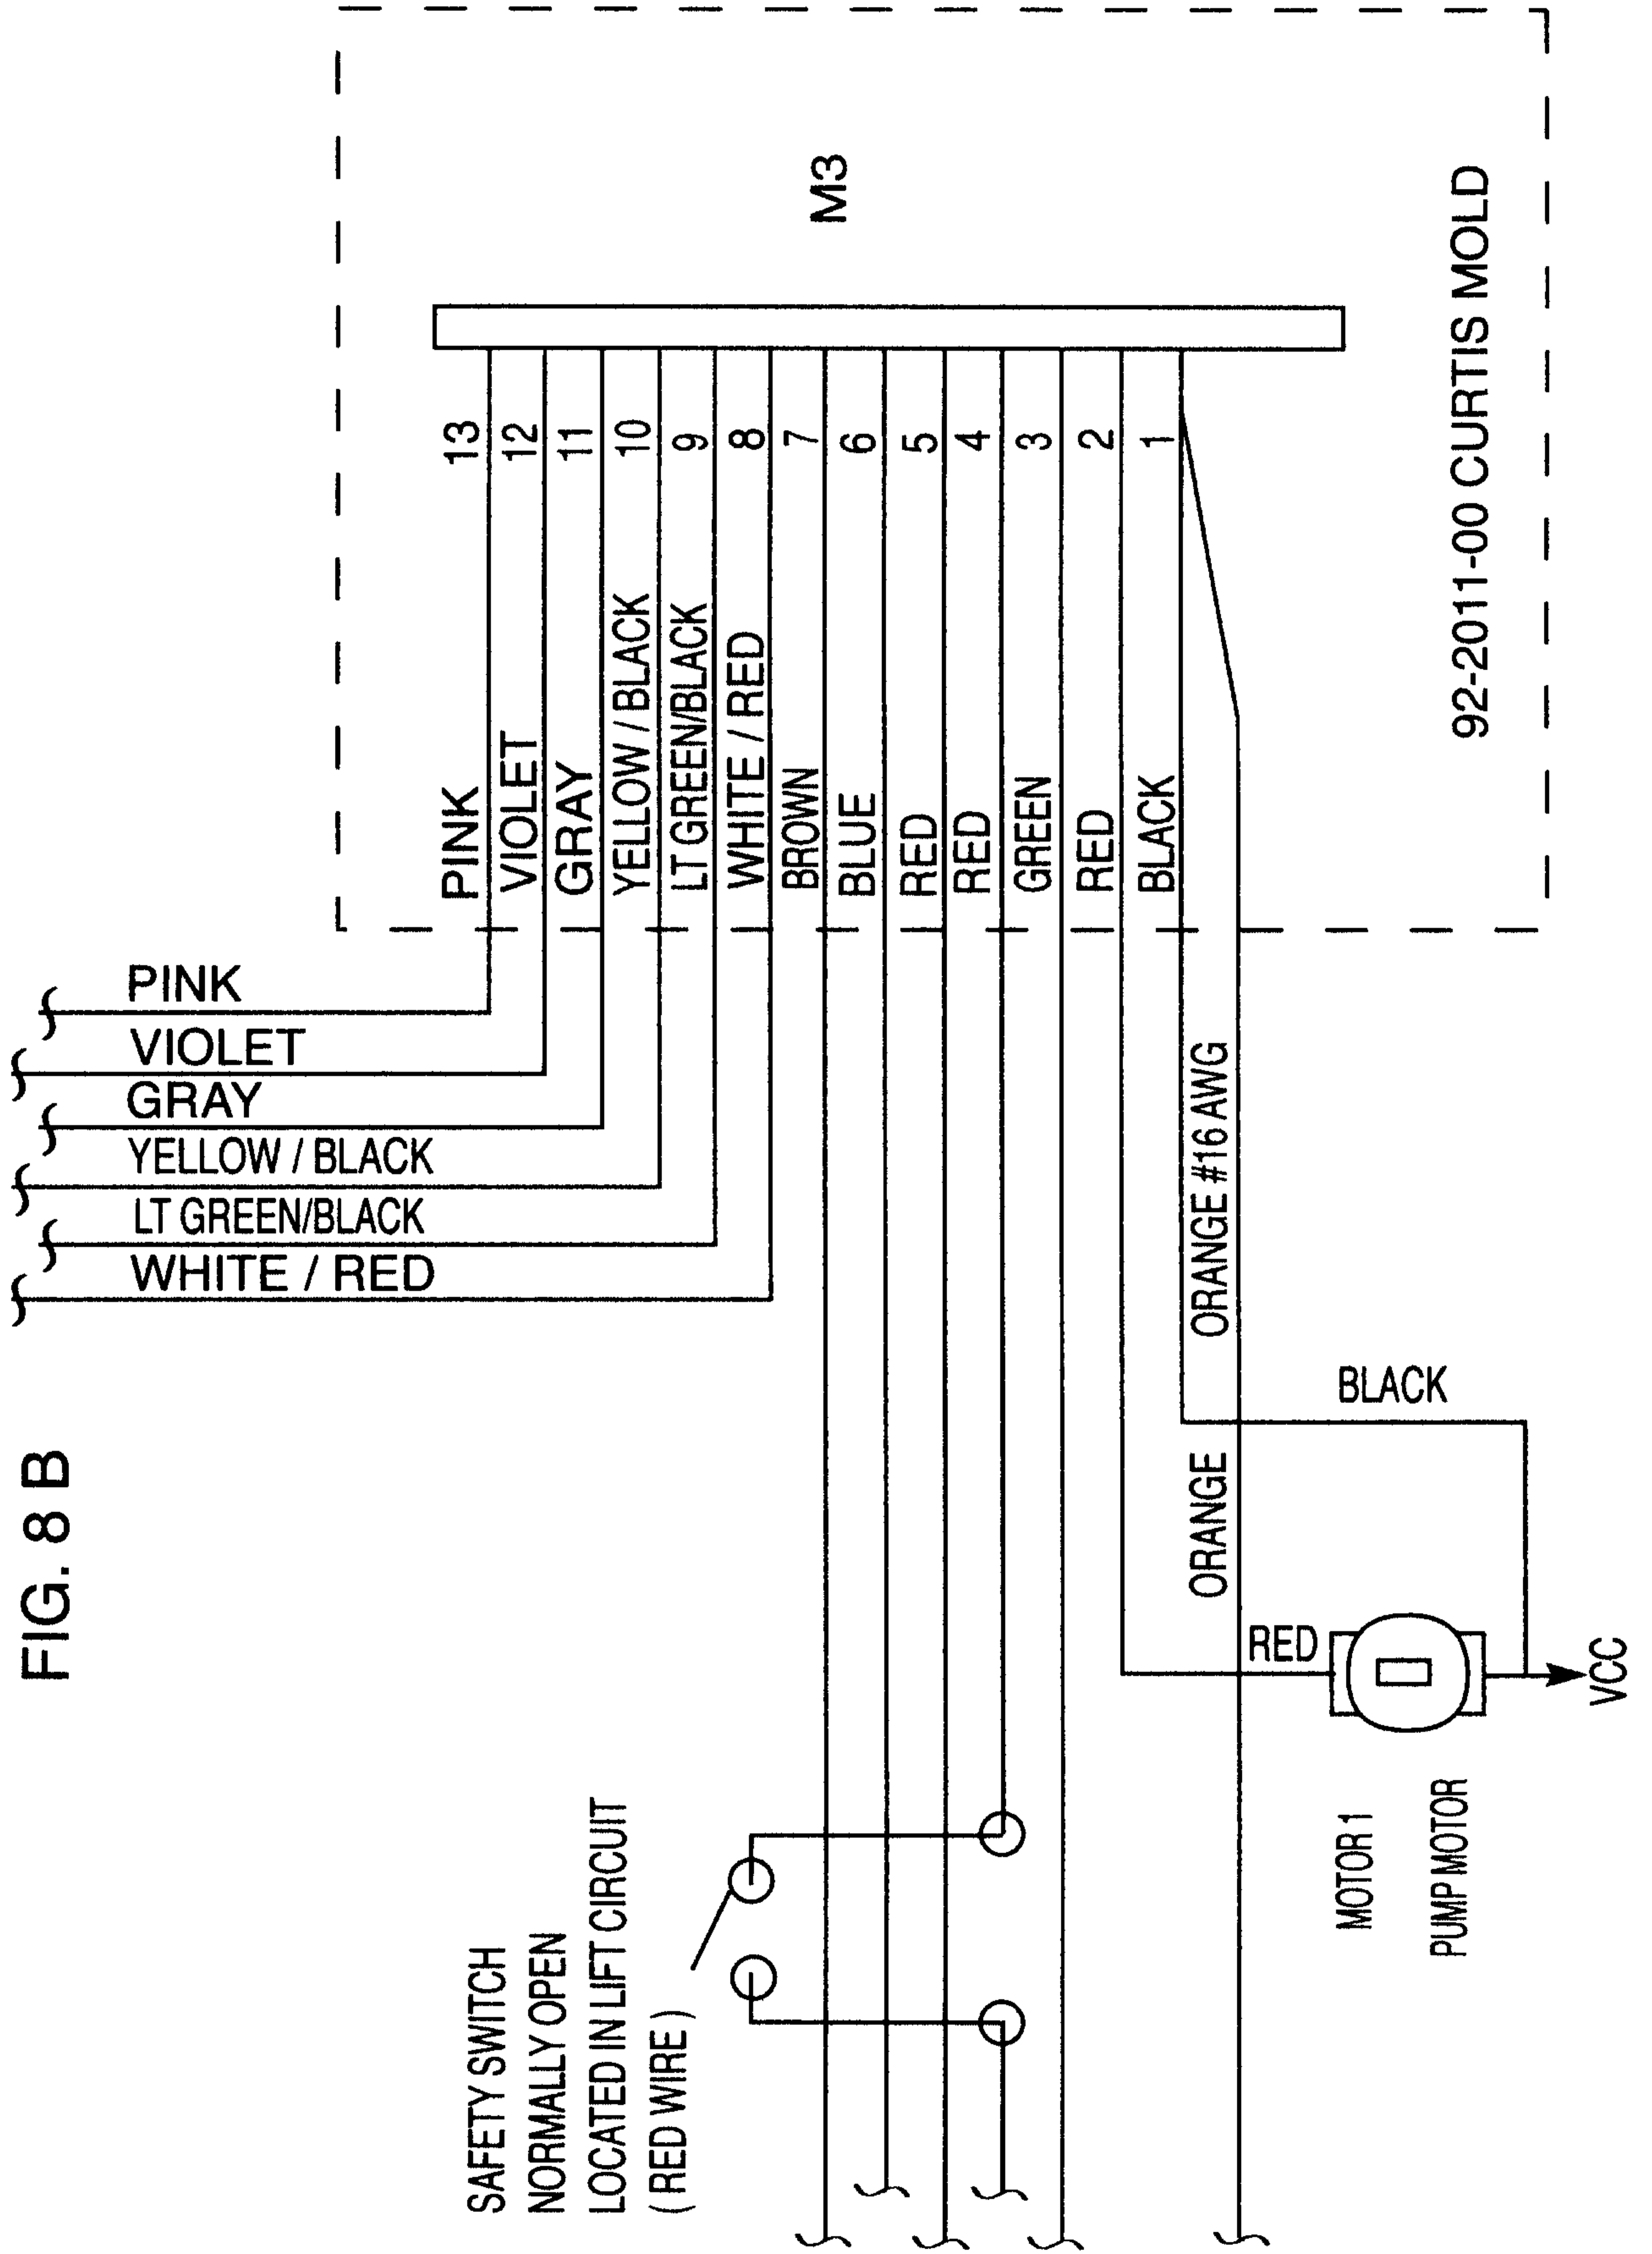 FIG. 8 B
PINK
VIOLET
GRAY
YELLOW / BLACK
LT GREEN/BLACK
WHITE / RED
SAFETY SWITCH
NORMALLY OPEN
LOCATED IN LIFT CIRCUIT
( RED WIRE )
PINK 13
VIOLET 12
GRAY 11
YELLOW / BLACK 10
LT GREEN/BLACK 9
WHITE / RED 8
BROWN 7
BLUE 6
RED 5
RED 4
GREEN 3
RED 2
BLACK 1
M3
ORANGE
ORANGE #16 AWG
RED
BLACK
MOTOR 1
PUMP MOTOR
VCC
92-2011-00 CURTIS MOLD